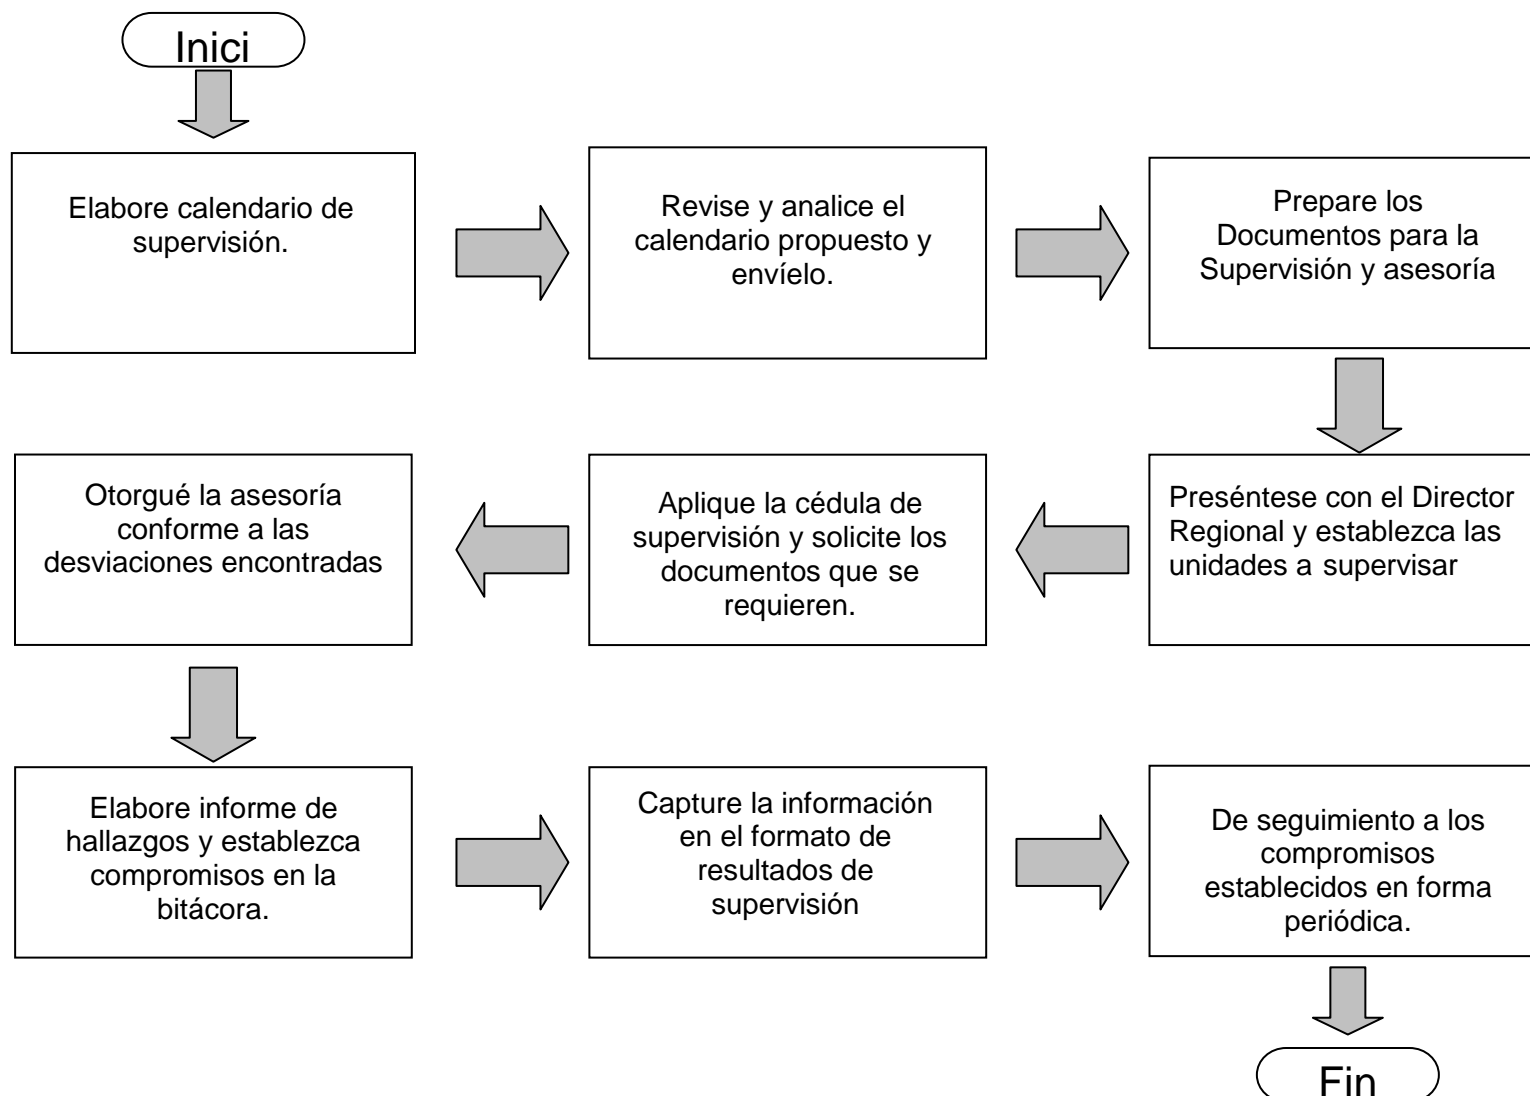 Inici
Elabore calendario de
supervisión.
Revise y analice el
calendario propuesto y
envíelo.
Prepare los
Documentos para la
Supervisión y asesoría
Preséntese con el Director
Regional y establezca las
unidades a supervisar
Aplique la cédula de
supervisión y solicite los
documentos que se
requieren.
Otorgué la asesoría
conforme a las
desviaciones encontradas
Elabore informe de
hallazgos y establezca
compromisos en la
bitácora.
Capture la información
en el formato de
resultados de
supervisión
De seguimiento a los
compromisos
establecidos en forma
periódica.
Fin